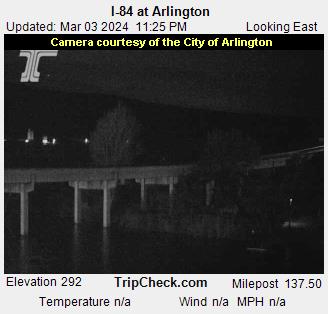 I-84 at Arlington
Updated: Mar 03 2024 11:25 PM Looking East
Camera courtesy of the City of Arlington
Elevation 292 TripCheck.com Milepost 137.50
Temperature n/a Wind n/a MPH n/a